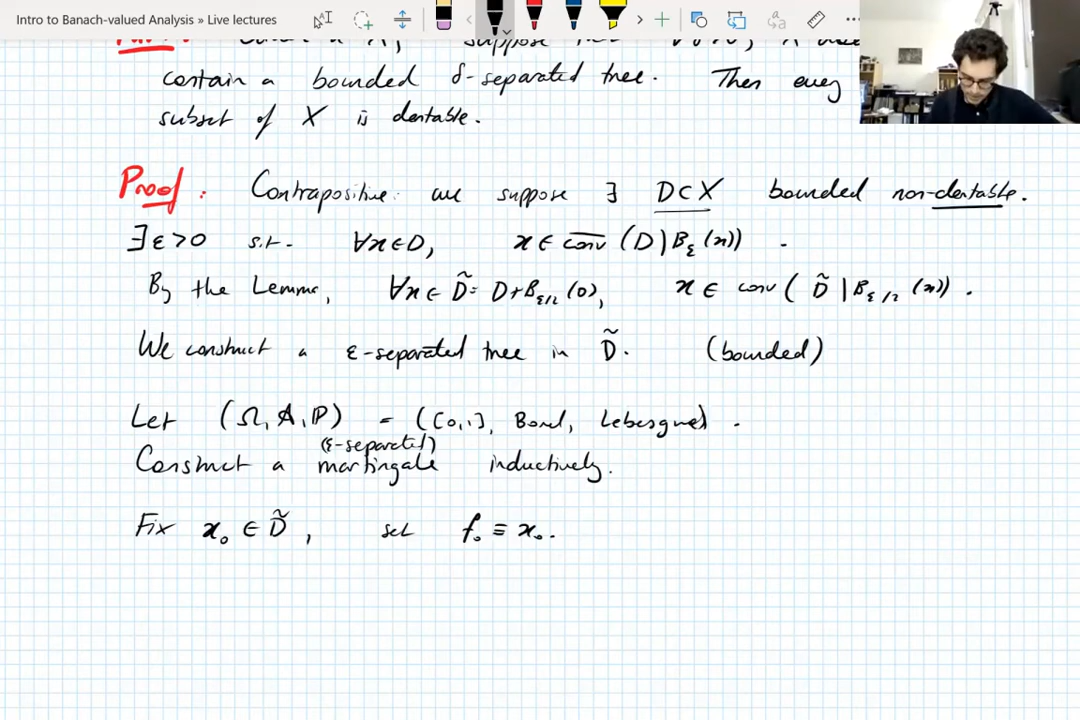 Intro to Banach-valued Analysis » Live lectures
suppose
contain a bounded δ-separated tree. Then every
subset of X is dentable.
Proof: Contrapositive: we suppose ∃ D⊂X bounded non-dentable.
∃ε>0 s.t. ∀x∈D, x ∈ \overline{conv} (D\B_ε(x)).
By the Lemma, ∀x∈ D̃ = D+B_{ε/2}(0), x ∈ conv( D̃ \B_{ε/2}(x)).
We construct a ε-separated tree in D̃. (bounded)
Let (Ω, A, ℙ) = ([0,1], Borel, Lebesgue).
(ε-separated)
Construct a martingale inductively.
Fix x₀ ∈ D̃, set f₀ ≡ x₀.